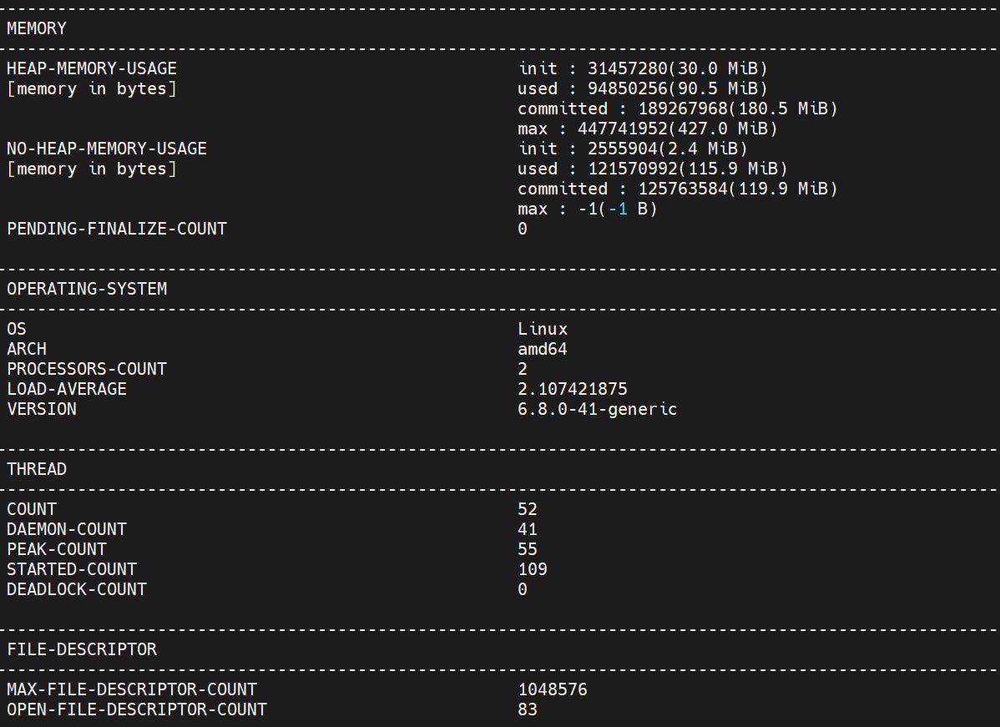 MEMORY
HEAP-MEMORY-USAGE init : 31457280(30.0 MiB)
[memory in bytes] used : 94850256(90.5 MiB)
committed : 189267968(180.5 MiB)
max : 447741952(427.0 MiB)
NO-HEAP-MEMORY-USAGE init : 2555904(2.4 MiB)
[memory in bytes] used : 121570992(115.9 MiB)
committed : 125763584(119.9 MiB)
max : -1(-1 B)
PENDING-FINALIZE-COUNT 0
OPERATING-SYSTEM
OS Linux
ARCH amd64
PROCESSORS-COUNT 2
LOAD-AVERAGE 2.107421875
VERSION 6.8.0-41-generic
THREAD
COUNT 52
DAEMON-COUNT 41
PEAK-COUNT 55
STARTED-COUNT 109
DEADLOCK-COUNT 0
FILE-DESCRIPTOR
MAX-FILE-DESCRIPTOR-COUNT 1048576
OPEN-FILE-DESCRIPTOR-COUNT 83